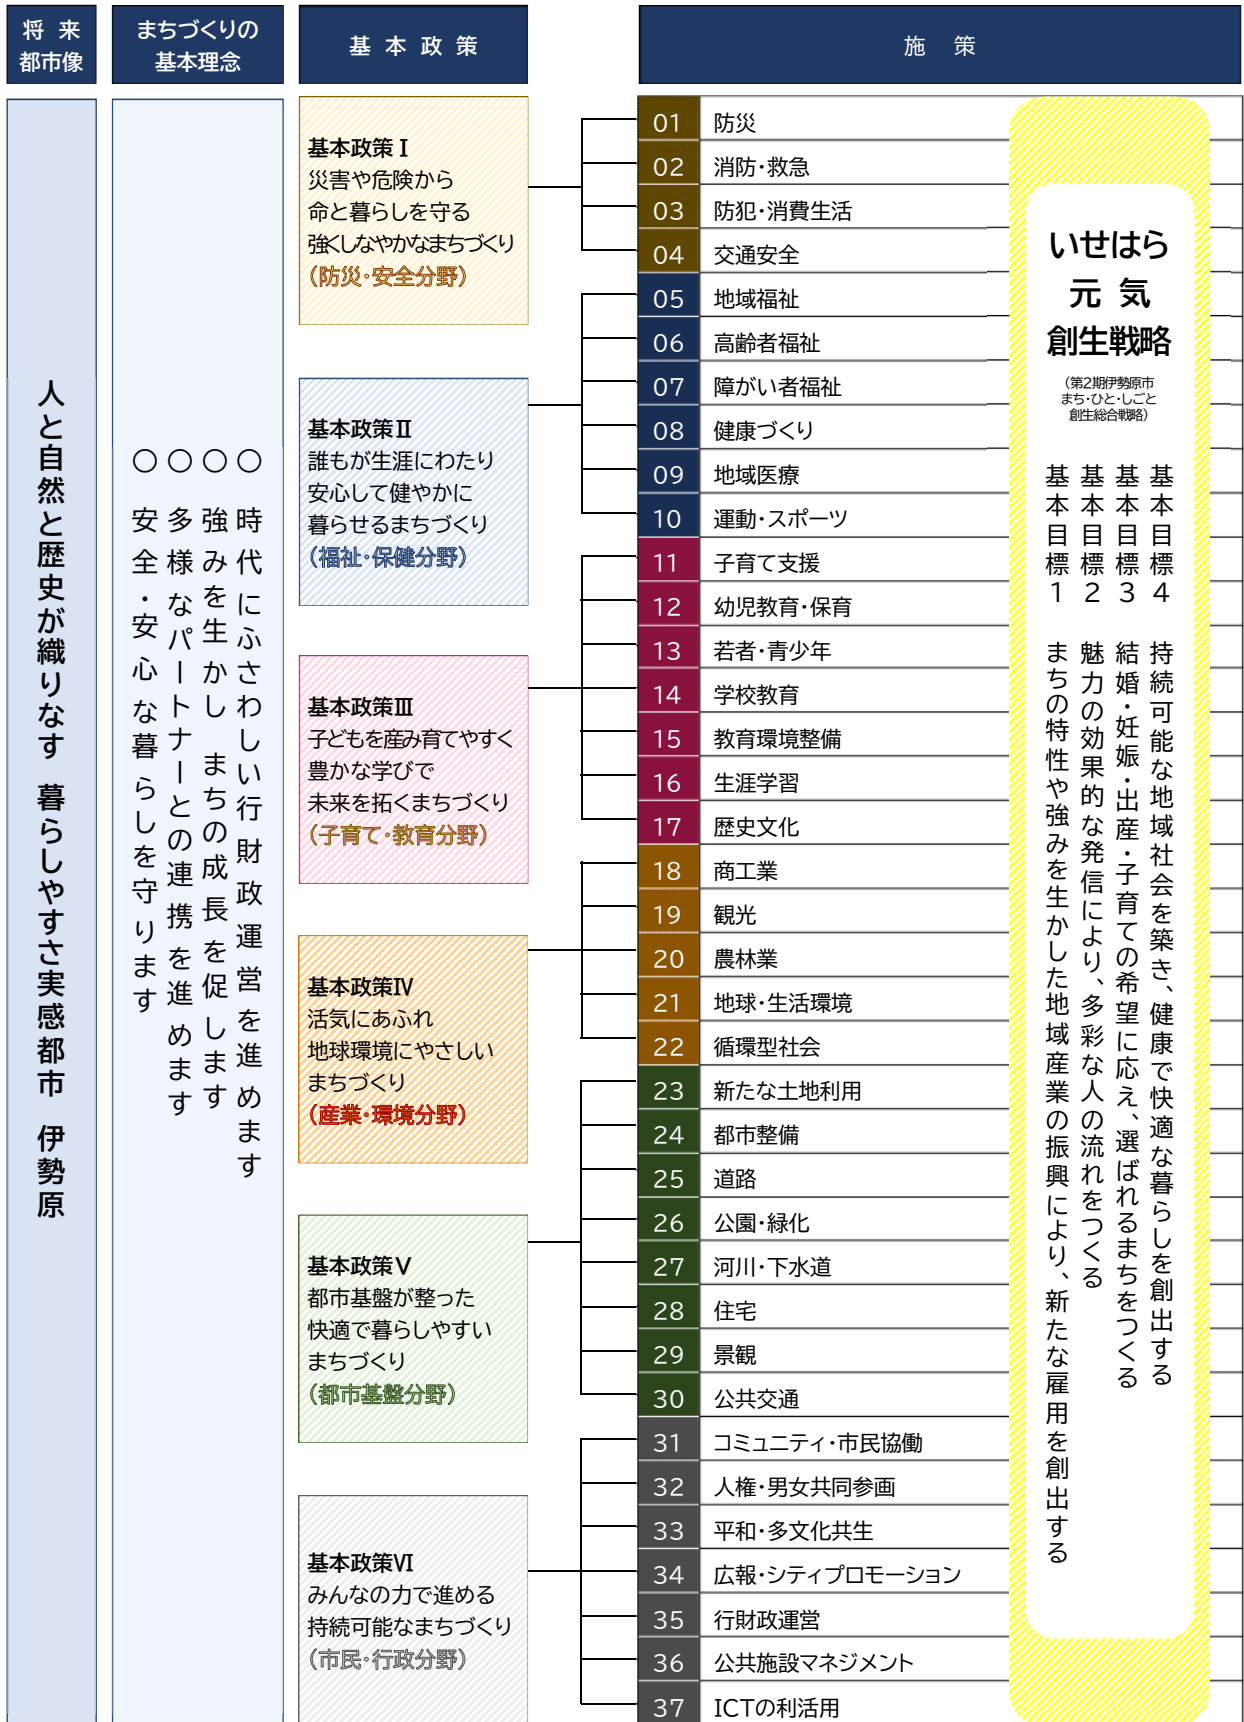 将 来
都市像
まちづくりの
基本理念
基 本 政 策
施 策
人と自然と歴史が織りなす 暮らしやすさ実感都市 伊勢原
○ 時代にふさわしい行財政運営を進めます
○ 強みを生かし まちの成長を促します
○ 多様なパートナーとの連携を進めます
○ 安全・安心な暮らしを守ります
基本政策Ⅰ
災害や危険から
命と暮らしを守る
強くしなやかなまちづくり
(防災・安全分野)
基本政策Ⅱ
誰もが生涯にわたり
安心して健やかに
暮らせるまちづくり
(福祉・保健分野)
基本政策Ⅲ
子どもを産み育てやすく
豊かな学びで
未来を拓くまちづくり
(子育て・教育分野)
基本政策Ⅳ
活気にあふれ
地球環境にやさしい
まちづくり
(産業・環境分野)
基本政策Ⅴ
都市基盤が整った
快適で暮らしやすい
まちづくり
(都市基盤分野)
基本政策Ⅵ
みんなの力で進める
持続可能なまちづくり
(市民・行政分野)
01 防災
02 消防・救急
03 防犯・消費生活
04 交通安全
05 地域福祉
06 高齢者福祉
07 障がい者福祉
08 健康づくり
09 地域医療
10 運動・スポーツ
11 子育て支援
12 幼児教育・保育
13 若者・青少年
14 学校教育
15 教育環境整備
16 生涯学習
17 歴史文化
18 商工業
19 観光
20 農林業
21 地球・生活環境
22 循環型社会
23 新たな土地利用
24 都市整備
25 道路
26 公園・緑化
27 河川・下水道
28 住宅
29 景観
30 公共交通
31 コミュニティ・市民協働
32 人権・男女共同参画
33 平和・多文化共生
34 広報・シティプロモーション
35 行財政運営
36 公共施設マネジメント
37 ICTの利活用
いせはら
元 気
創生戦略
(第2期伊勢原市
まち・ひと・しごと
創生総合戦略)
基本目標4 持続可能な地域社会を築き、健康で快適な暮らしを創出する
基本目標3 結婚・妊娠・出産・子育ての希望に応え、選ばれるまちをつくる
基本目標2 魅力の効果的な発信により、多彩な人の流れをつくる
基本目標1 まちの特性や強みを生かした地域産業の振興により、新たな雇用を創出する